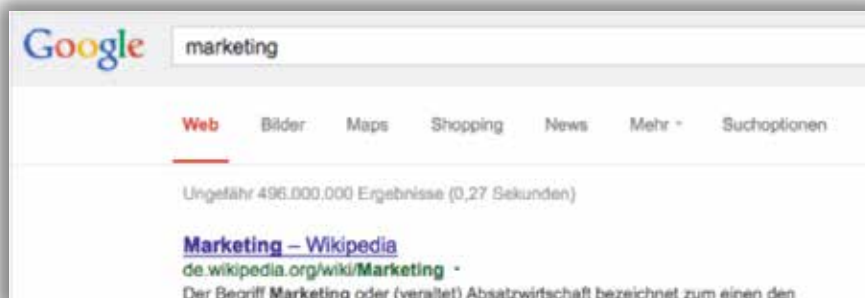 Google marketing
Web Bilder Maps Shopping News Mehr Suchoptionen
Ungefähr 496.000.000 Ergebnisse (0,27 Sekunden)
Marketing – Wikipedia
de.wikipedia.org/wiki/Marketing
Der Begriff Marketing oder (veraltet) Absatzwirtschaft bezeichnet zum einen den